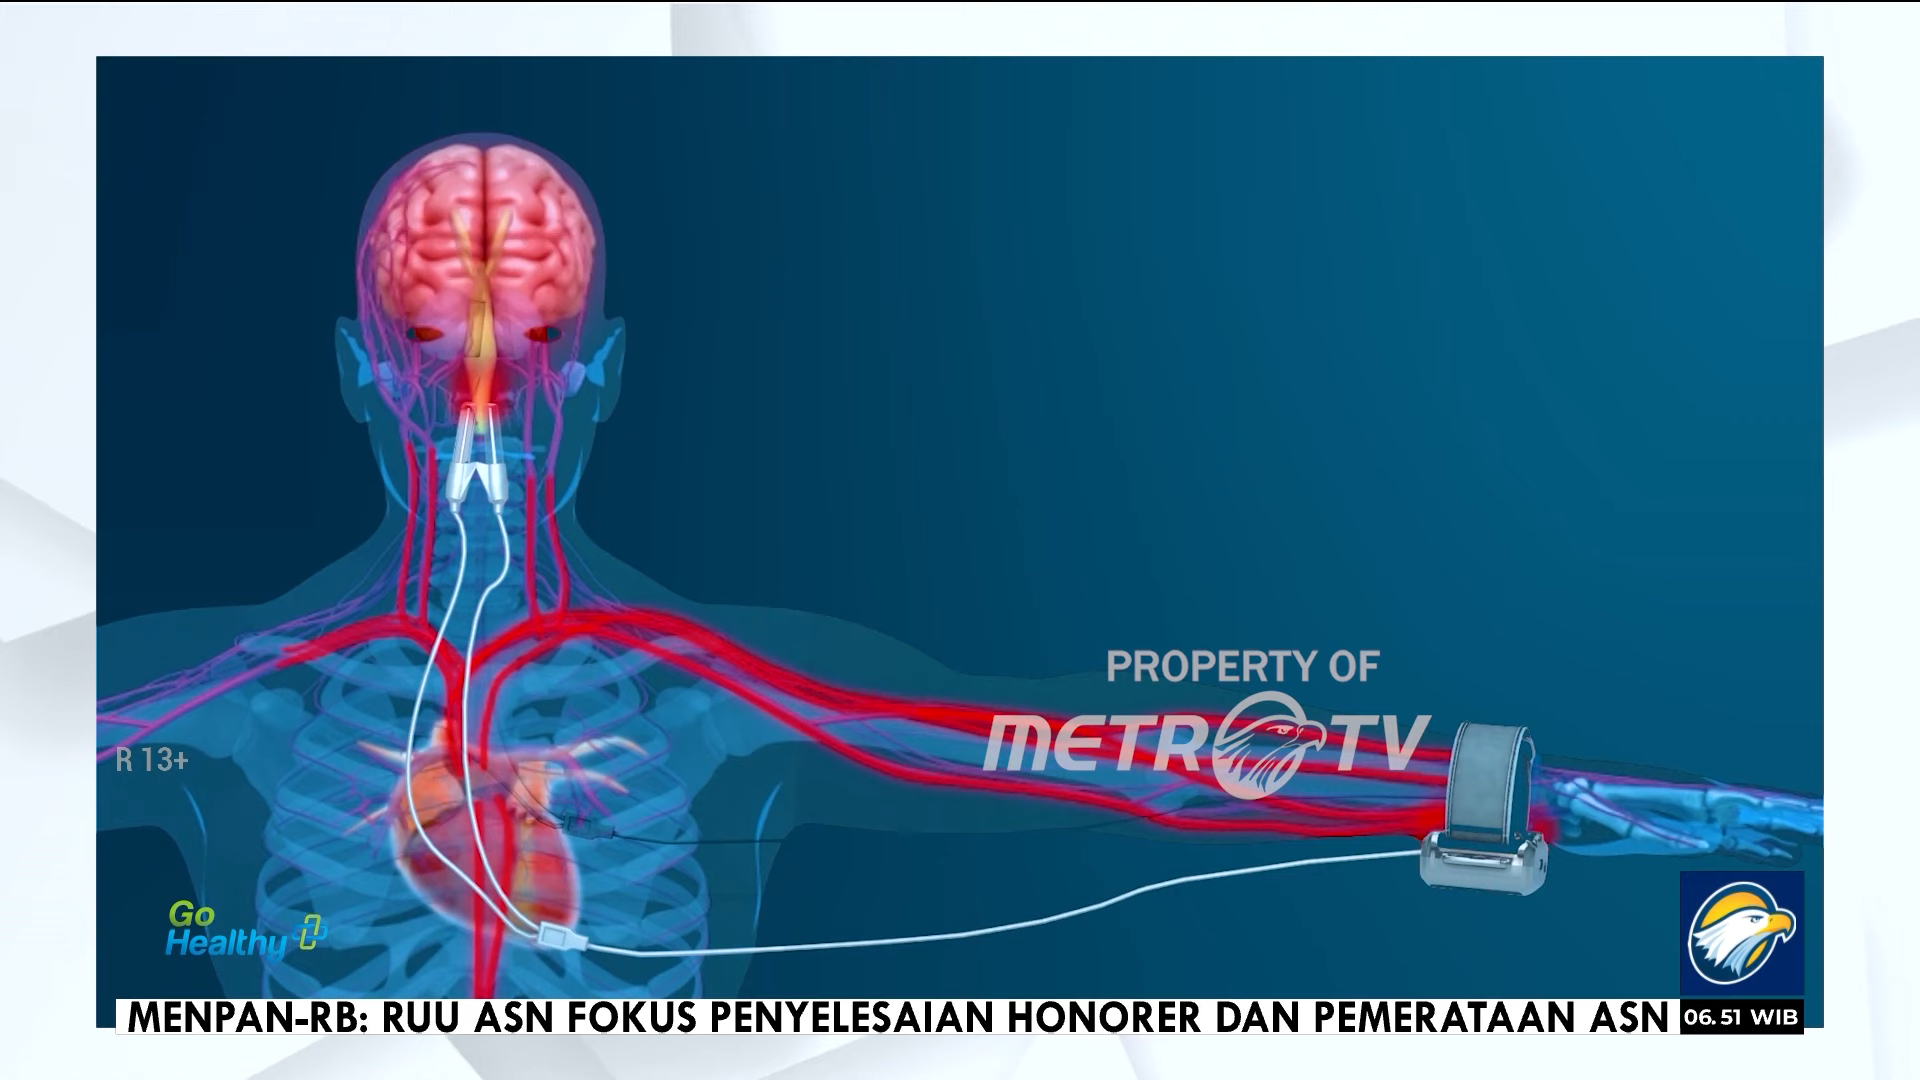 PROPERTY OF
METRO TV
R 13+
Go
Healthy
MENPAN-RB: RUU ASN FOKUS PENYELESAIAN HONORER DAN PEMERATAAN ASN
06.51 WIB